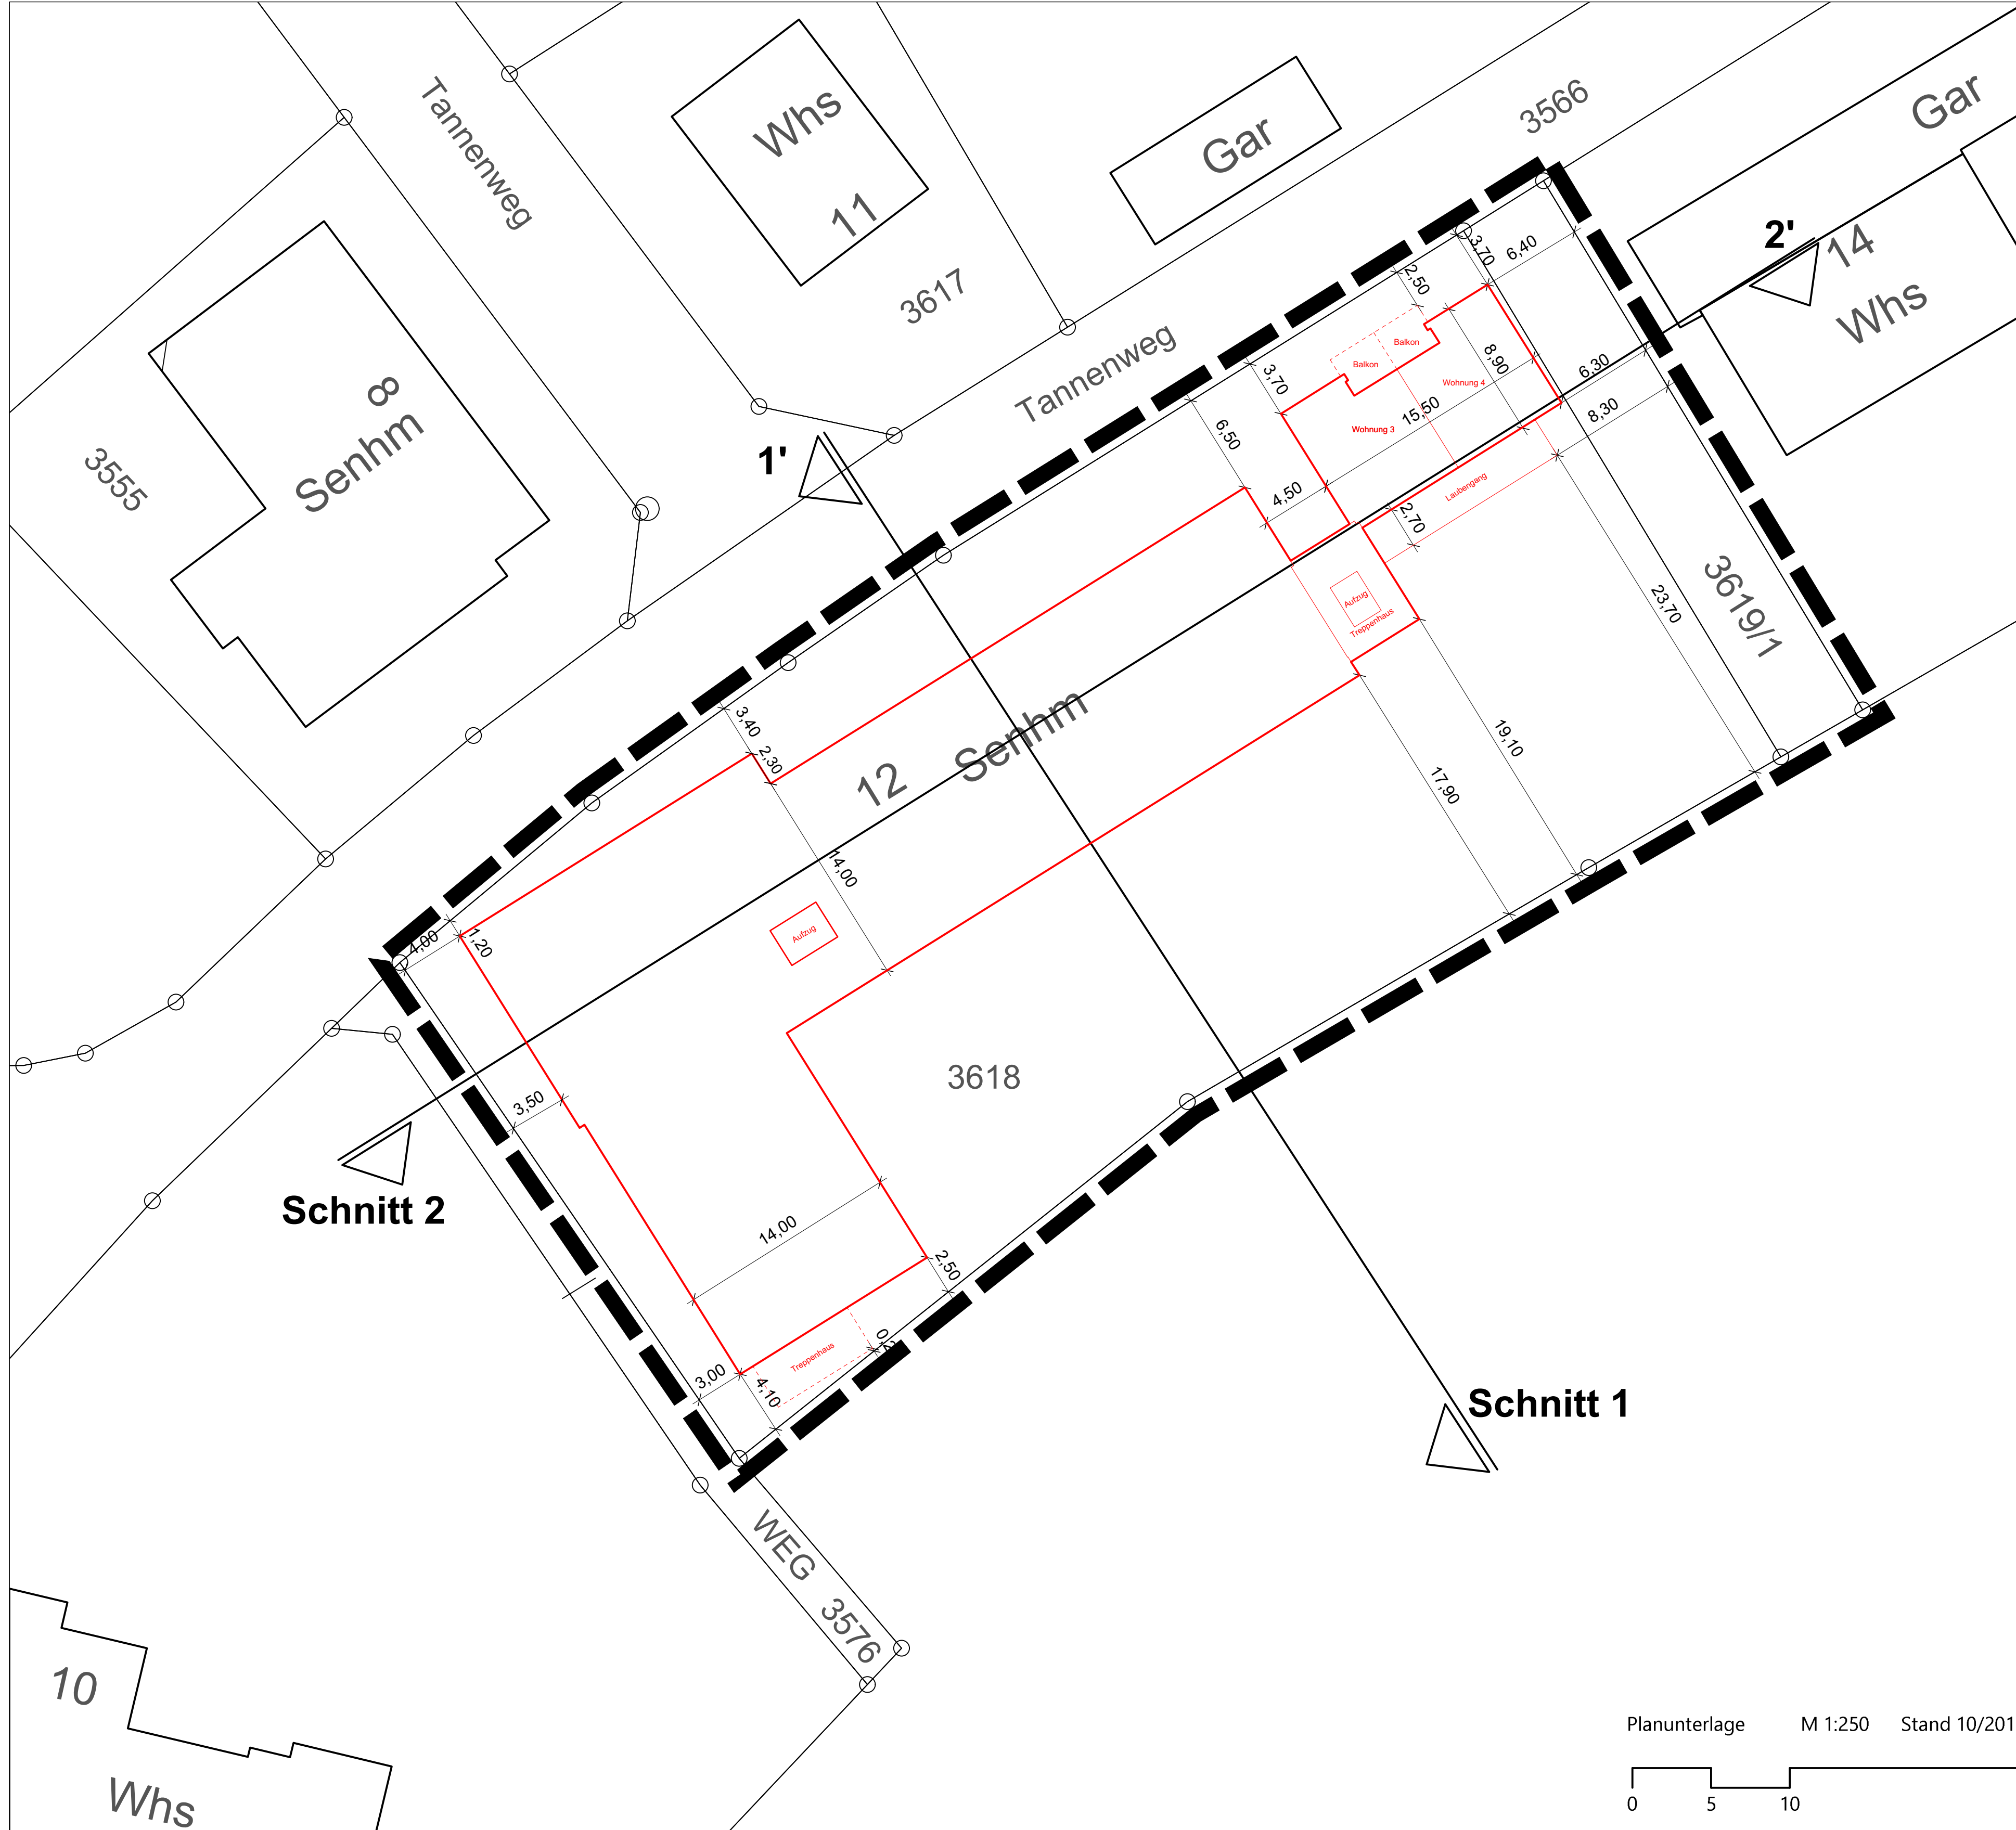 Tannenweg
Whs
11
Gar
3566
Gar
2'
14
Whs
3617
8
Senhm
3555
Tannenweg
1'
3,70
6,40
2,50
Balkon
Balkon
8,90
Wohnung 4
6,30
3,70
15,50
8,30
6,50
Wohnung 3
4,50
Laubengang
2,70
Aufzug
Treppenhaus
23,70
3619/1
3,40
2,30
12 Senhm
19,10
17,90
14,00
Aufzug
4,00
1,20
3618
3,50
Schnitt 2
14,00
2,50
Treppenhaus
3,00
4,10
Schnitt 1
WEG 3576
10
Whs
Planunterlage M 1:250 Stand 10/201
0 5 10